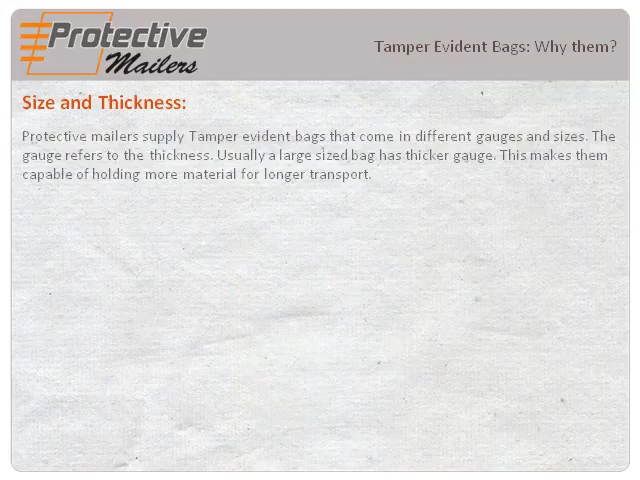 Protective
Mailers
Tamper Evident Bags: Why them?
Size and Thickness:
Protective mailers supply Tamper evident bags that come in different gauges and sizes. The
gauge refers to the thickness. Usually a large sized bag has thicker gauge. This makes them
capable of holding more material for longer transport.